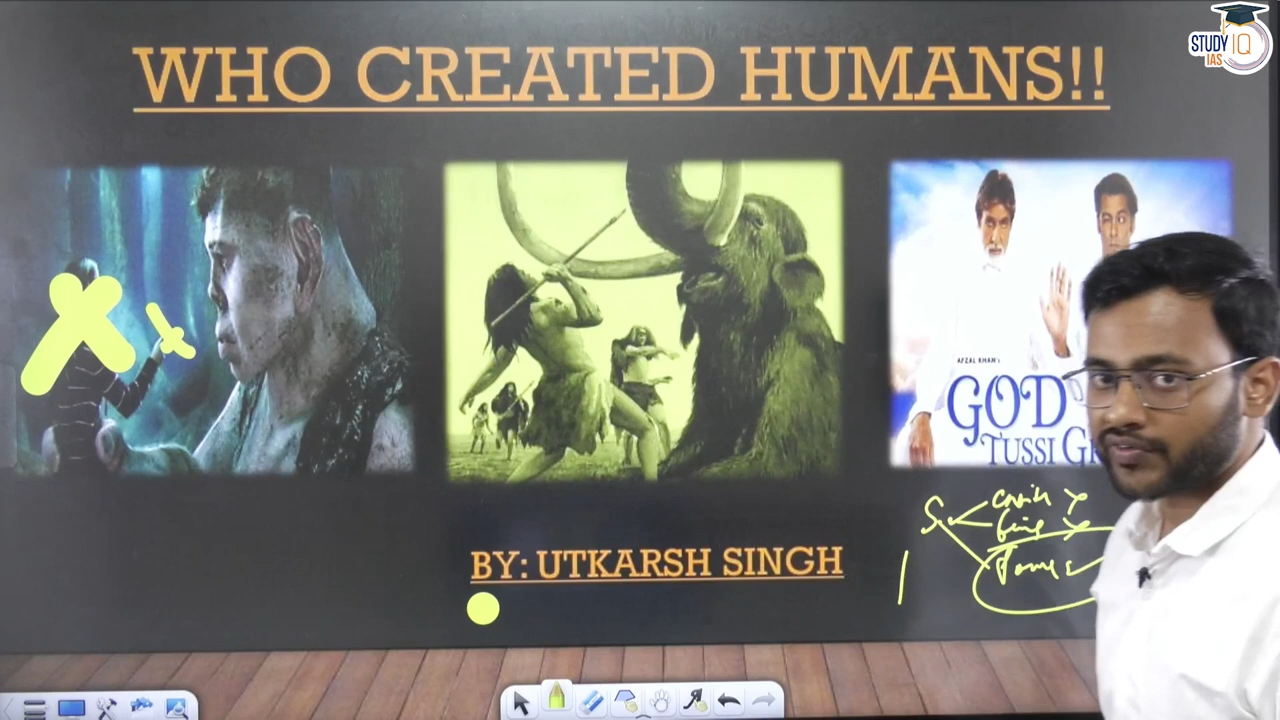 STUDY IQ
IAS
WHO CREATED HUMANS!!
AFZAL KHAN's
GOD
TUSSI
BY: UTKARSH SINGH